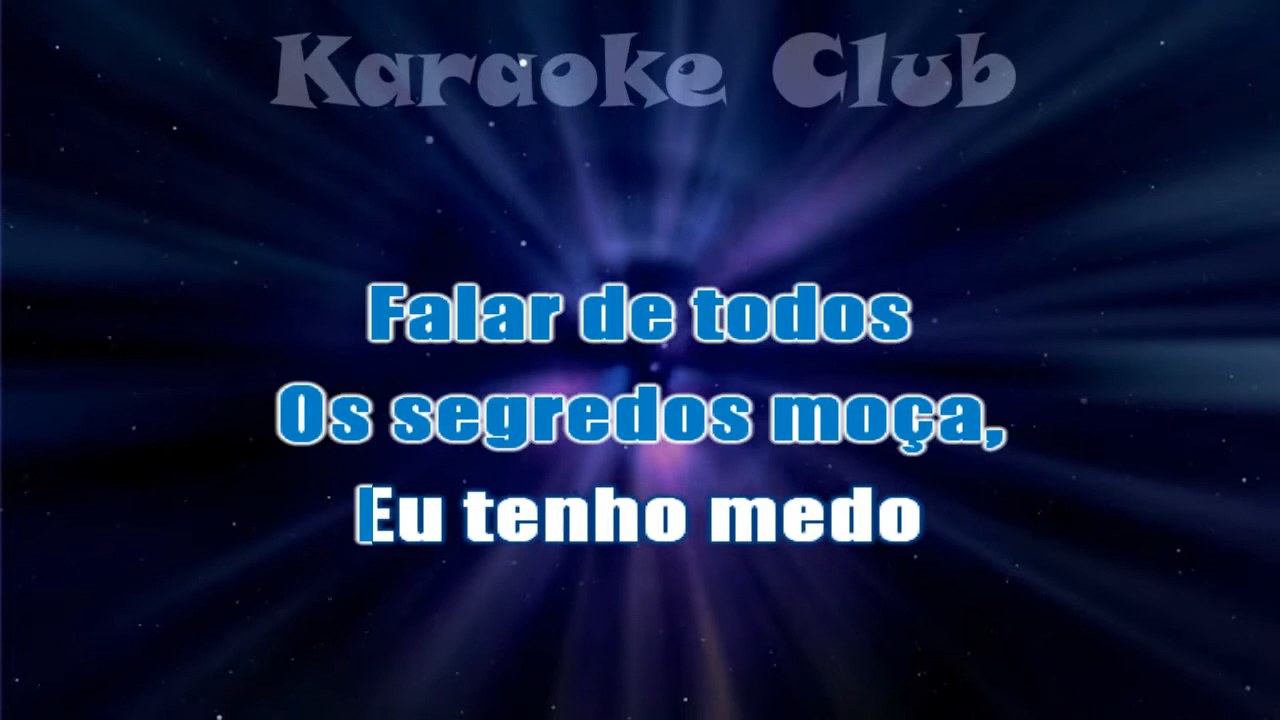 Karaoke Club
Falar de todos
Os segredos moça,
Eu tenho medo